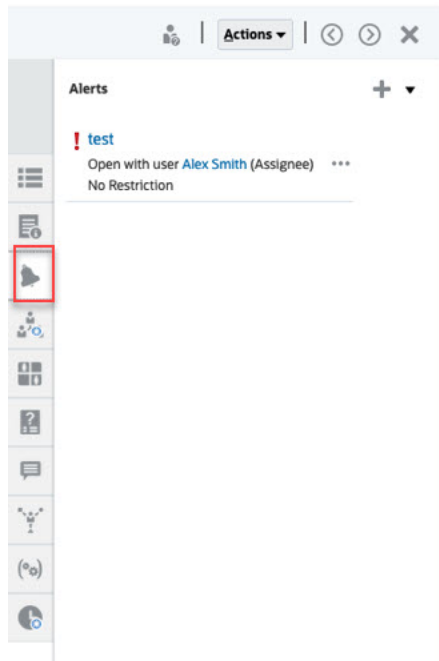 Actions
Alerts
test
Open with user Alex Smith (Assignee)
No Restriction